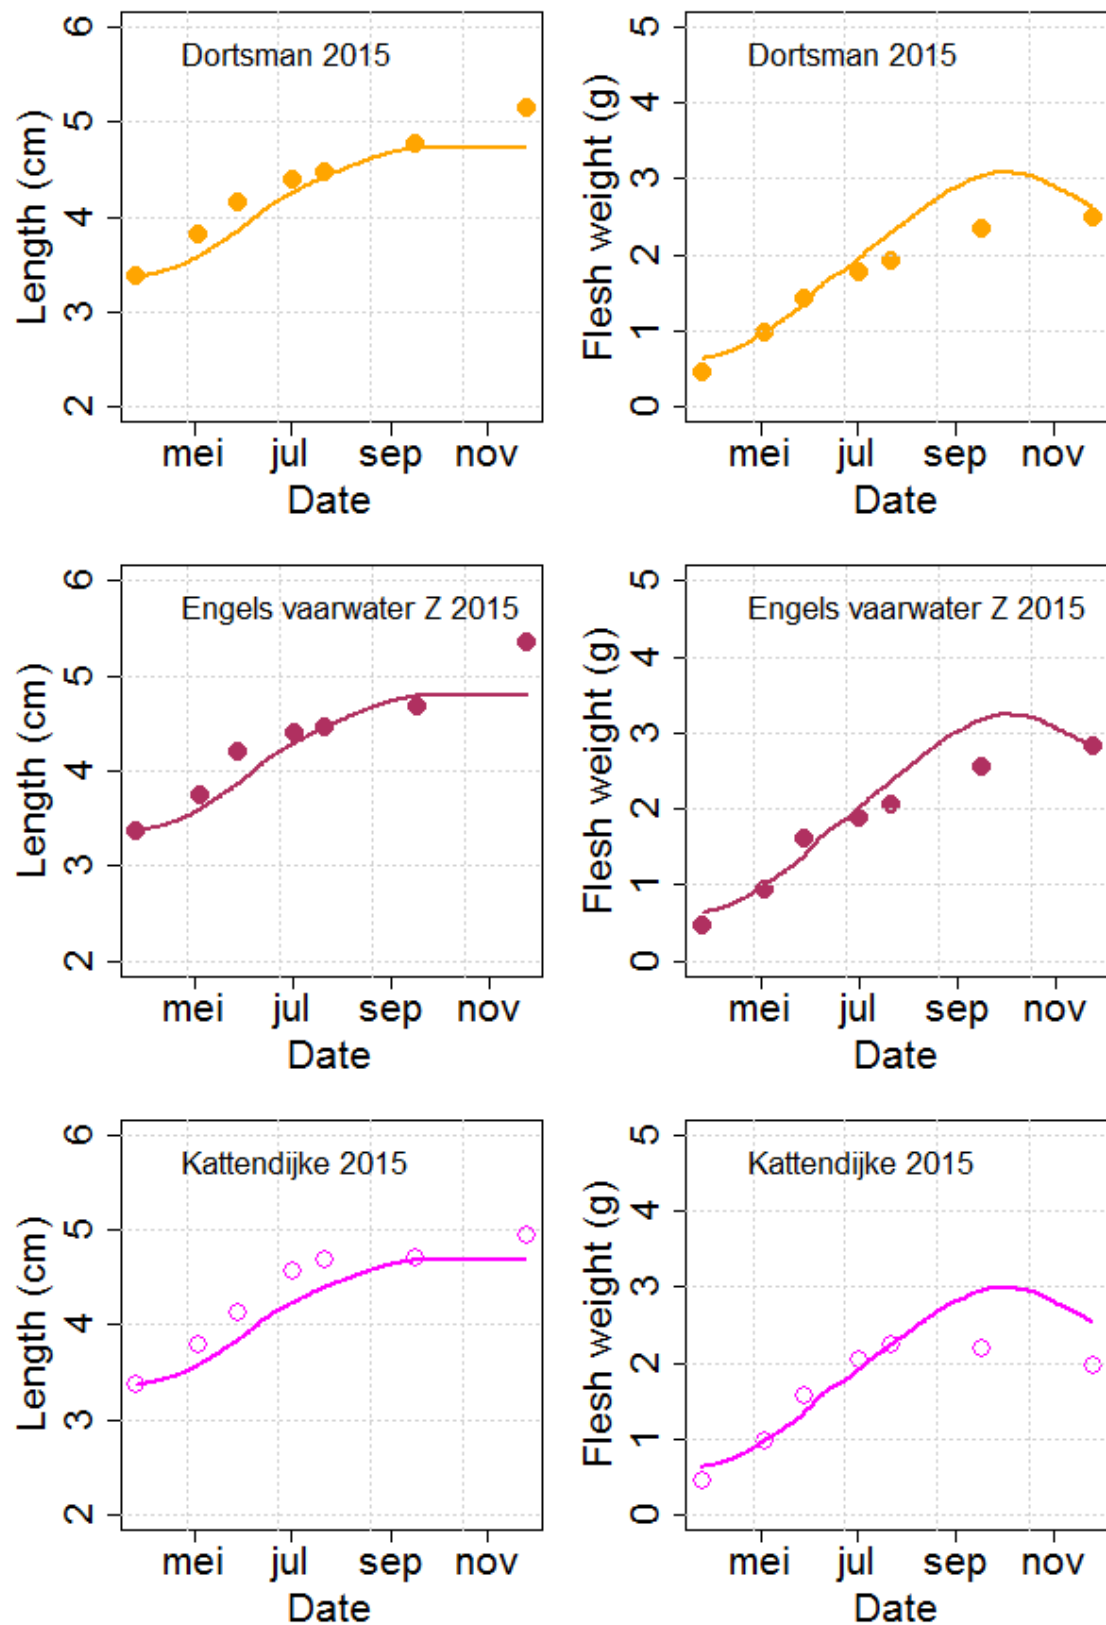 Dortsman 2015
Length (cm)
6
5
4
3
2
mei jul sep nov
Date
Dortsman 2015
Flesh weight (g)
5
4
3
2
1
0
mei jul sep nov
Date
Engels vaarwater Z 2015
Length (cm)
6
5
4
3
2
mei jul sep nov
Date
Engels vaarwater Z 2015
Flesh weight (g)
5
4
3
2
1
0
mei jul sep nov
Date
Kattendijke 2015
Length (cm)
6
5
4
3
2
mei jul sep nov
Date
Kattendijke 2015
Flesh weight (g)
5
4
3
2
1
0
mei jul sep nov
Date